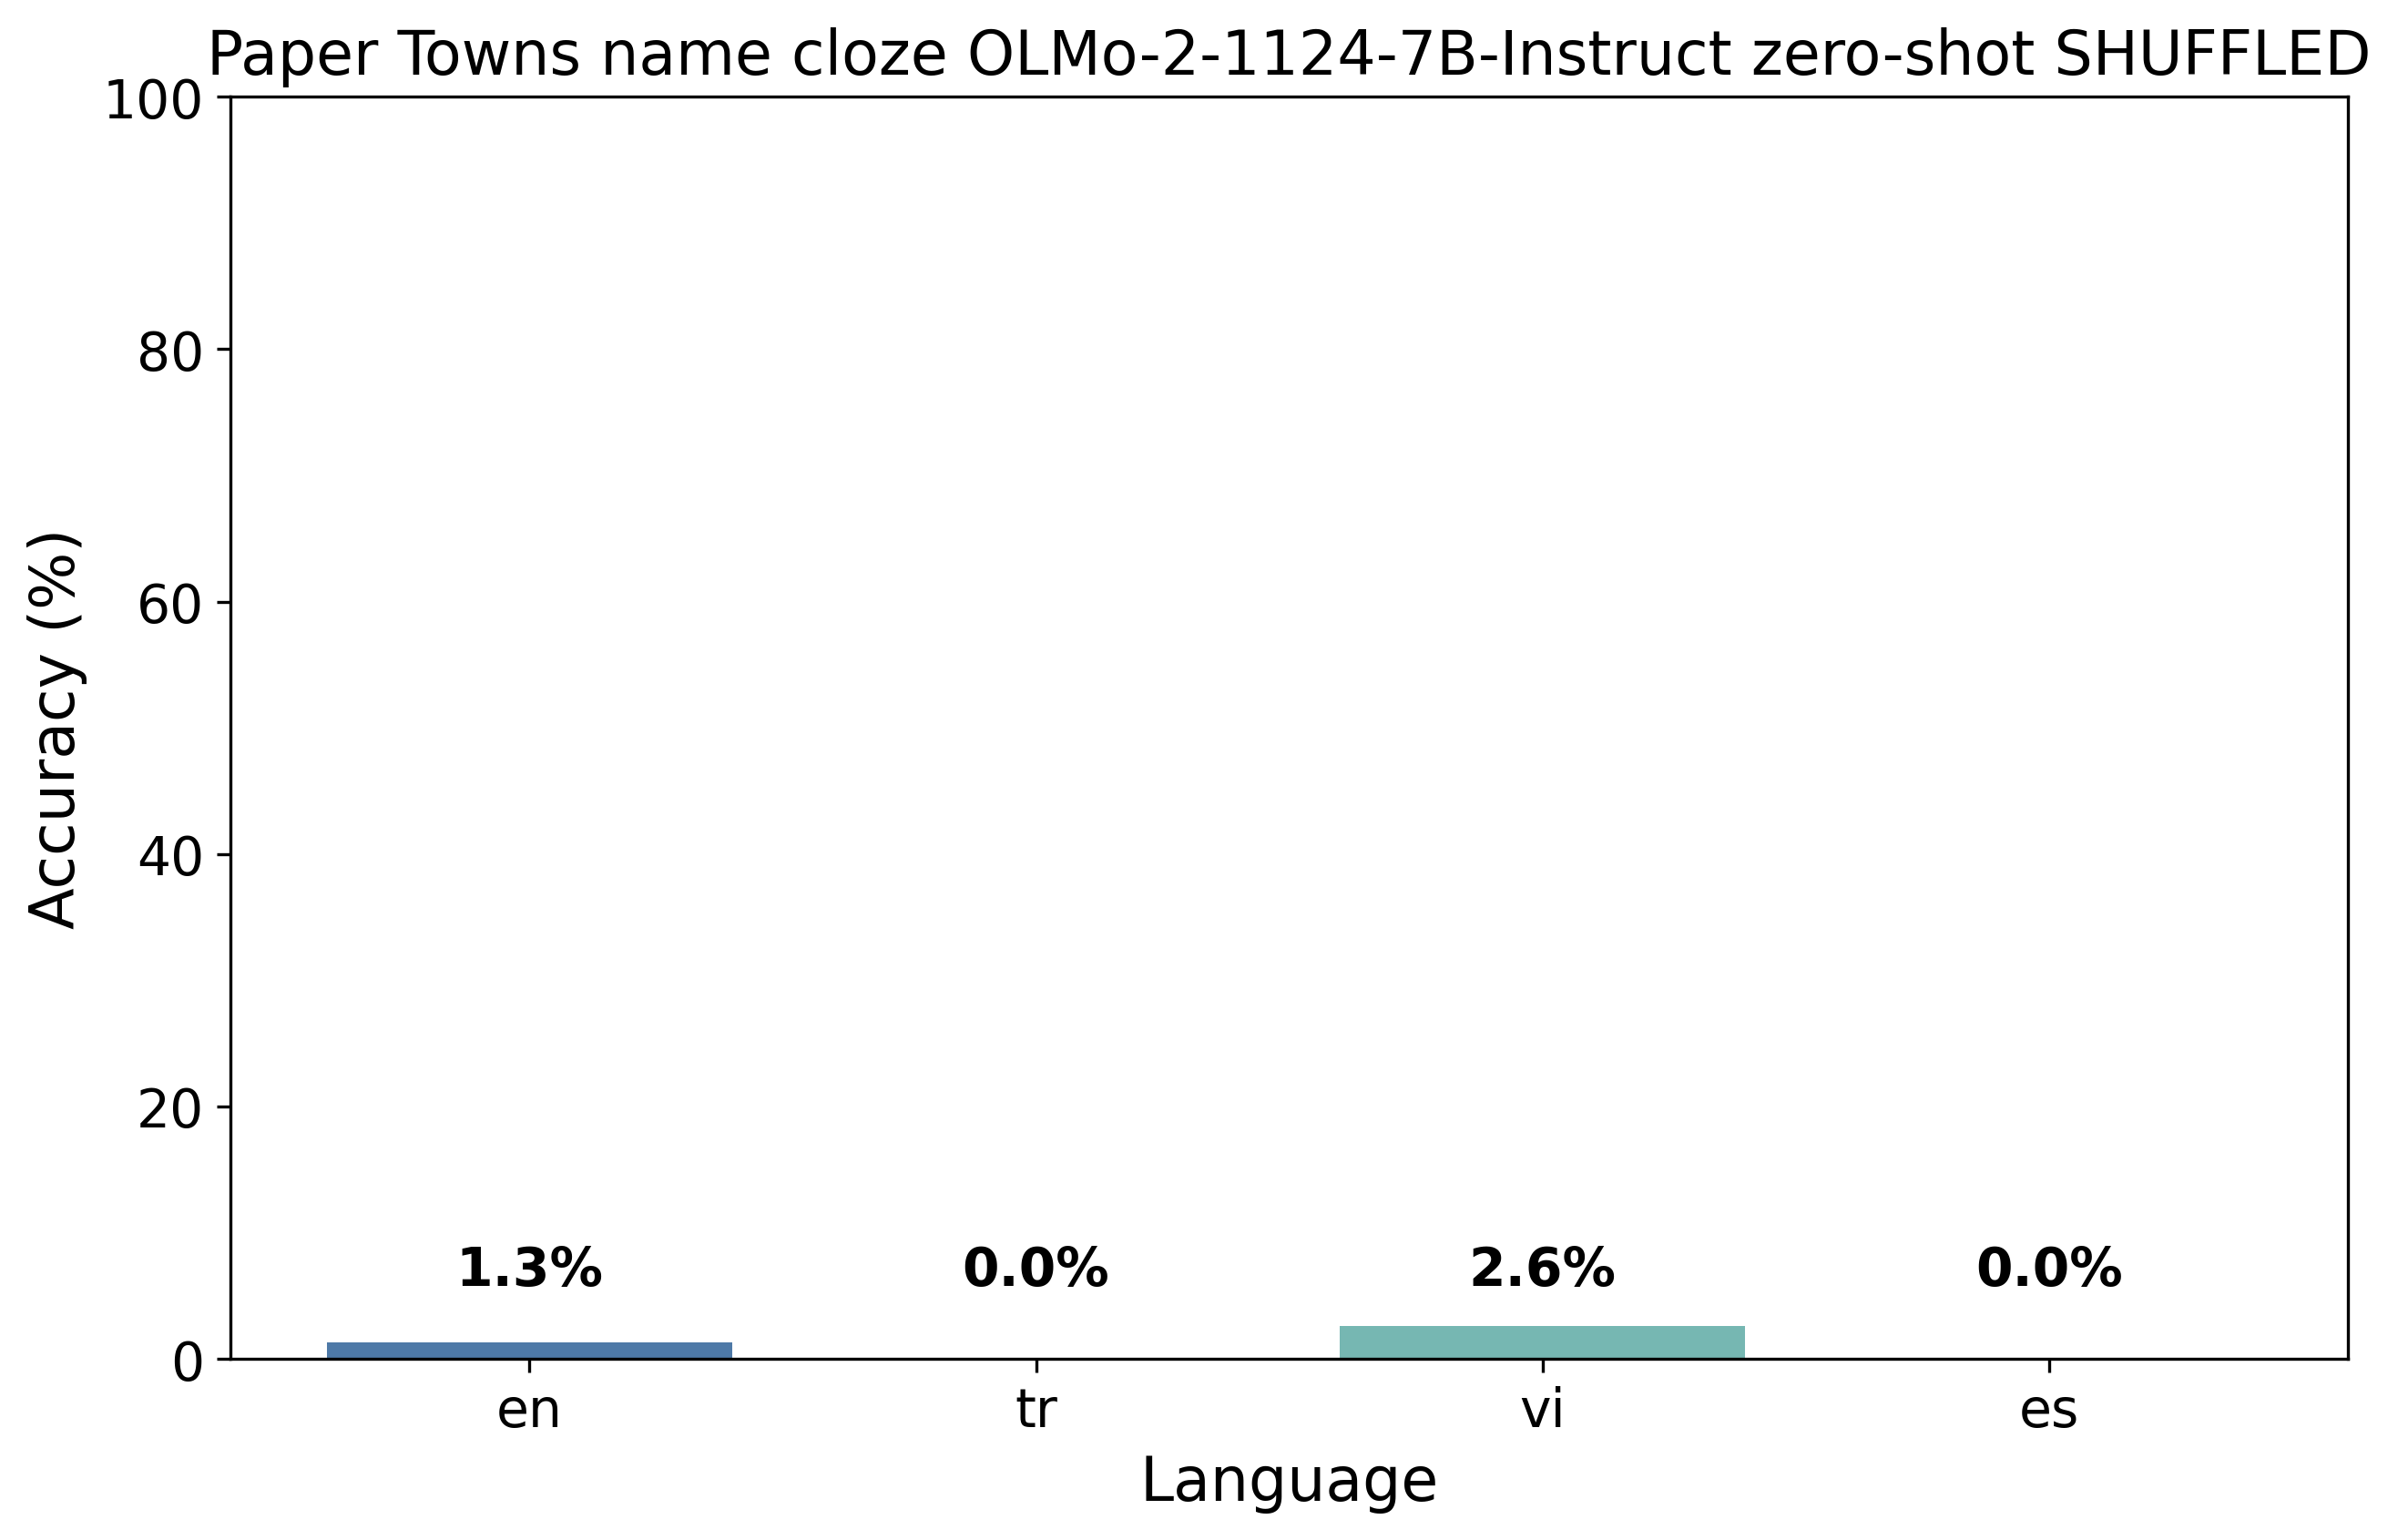 Paper Towns name cloze OLMo-2-1124-7B-Instruct zero-shot SHUFFLED
100
80
60
40
20
0
Accuracy (%)
1.3%
0.0%
2.6%
0.0%
en
tr
vi
es
Language